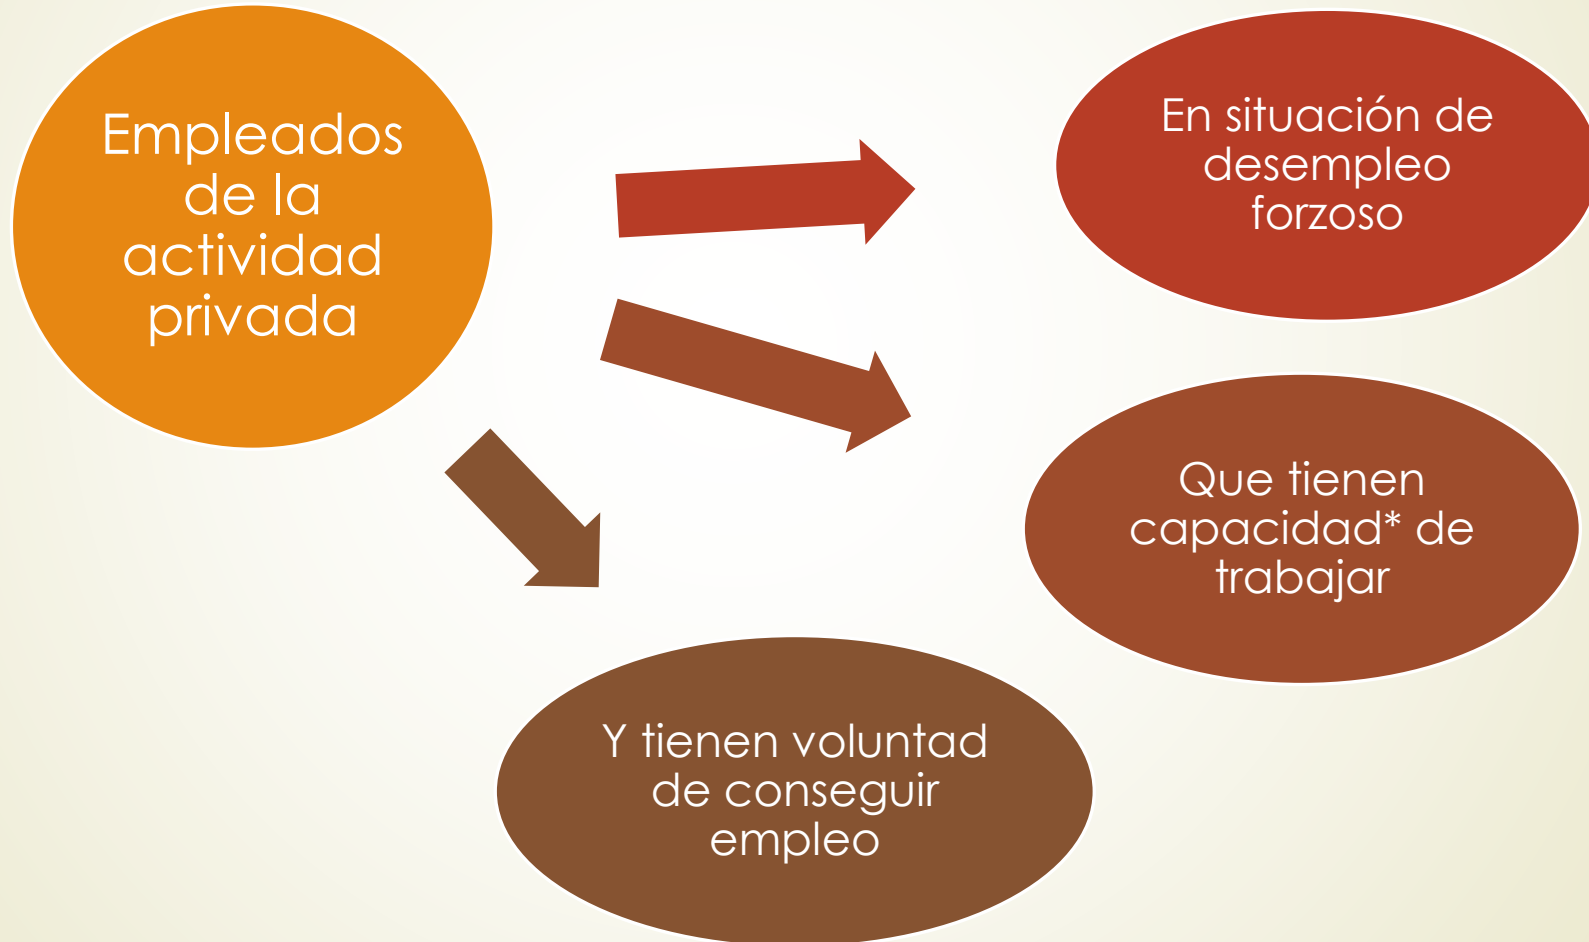 Empleados
de la
actividad
privada
En situación de
desempleo
forzoso
Que tienen
capacidad* de
trabajar
Y tienen voluntad
de conseguir
empleo